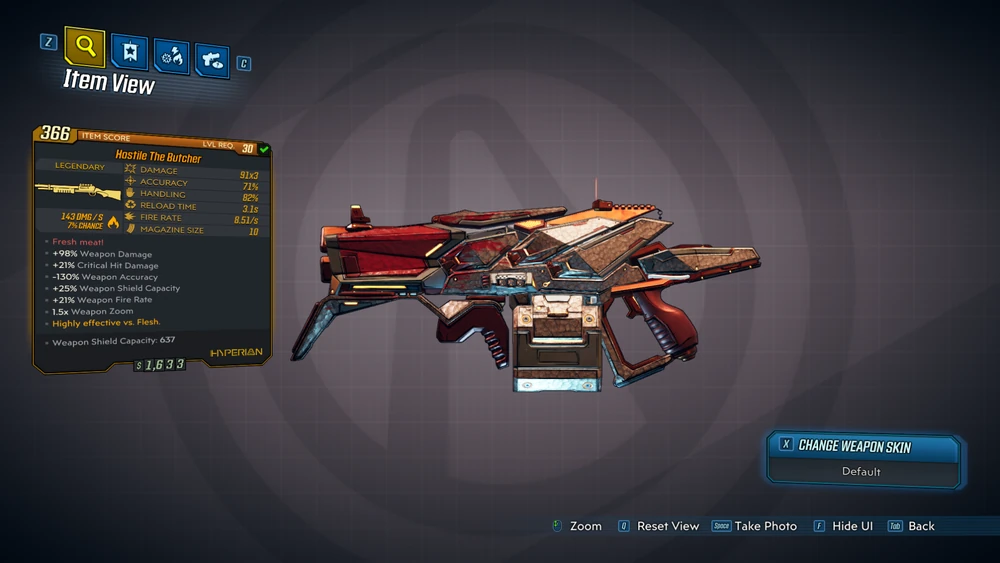 Z
C
Item View
366 ITEM SCORE LVL REQ 30
Hostile The Butcher
LEGENDARY
DAMAGE 91x3
ACCURACY 71%
HANDLING 82%
RELOAD TIME 3.1s
FIRE RATE 8.51/s
MAGAZINE SIZE 10
143 DMG/S
7% CHANCE
Fresh meat!
+98% Weapon Damage
+21% Critical Hit Damage
-130% Weapon Accuracy
+25% Weapon Shield Capacity
+21% Weapon Fire Rate
1.5x Weapon Zoom
Highly effective vs. Flesh.
Weapon Shield Capacity: 637
HYPERION
$ 1,633
X CHANGE WEAPON SKIN
Default
Zoom Q Reset View Space Take Photo F Hide UI Tab Back